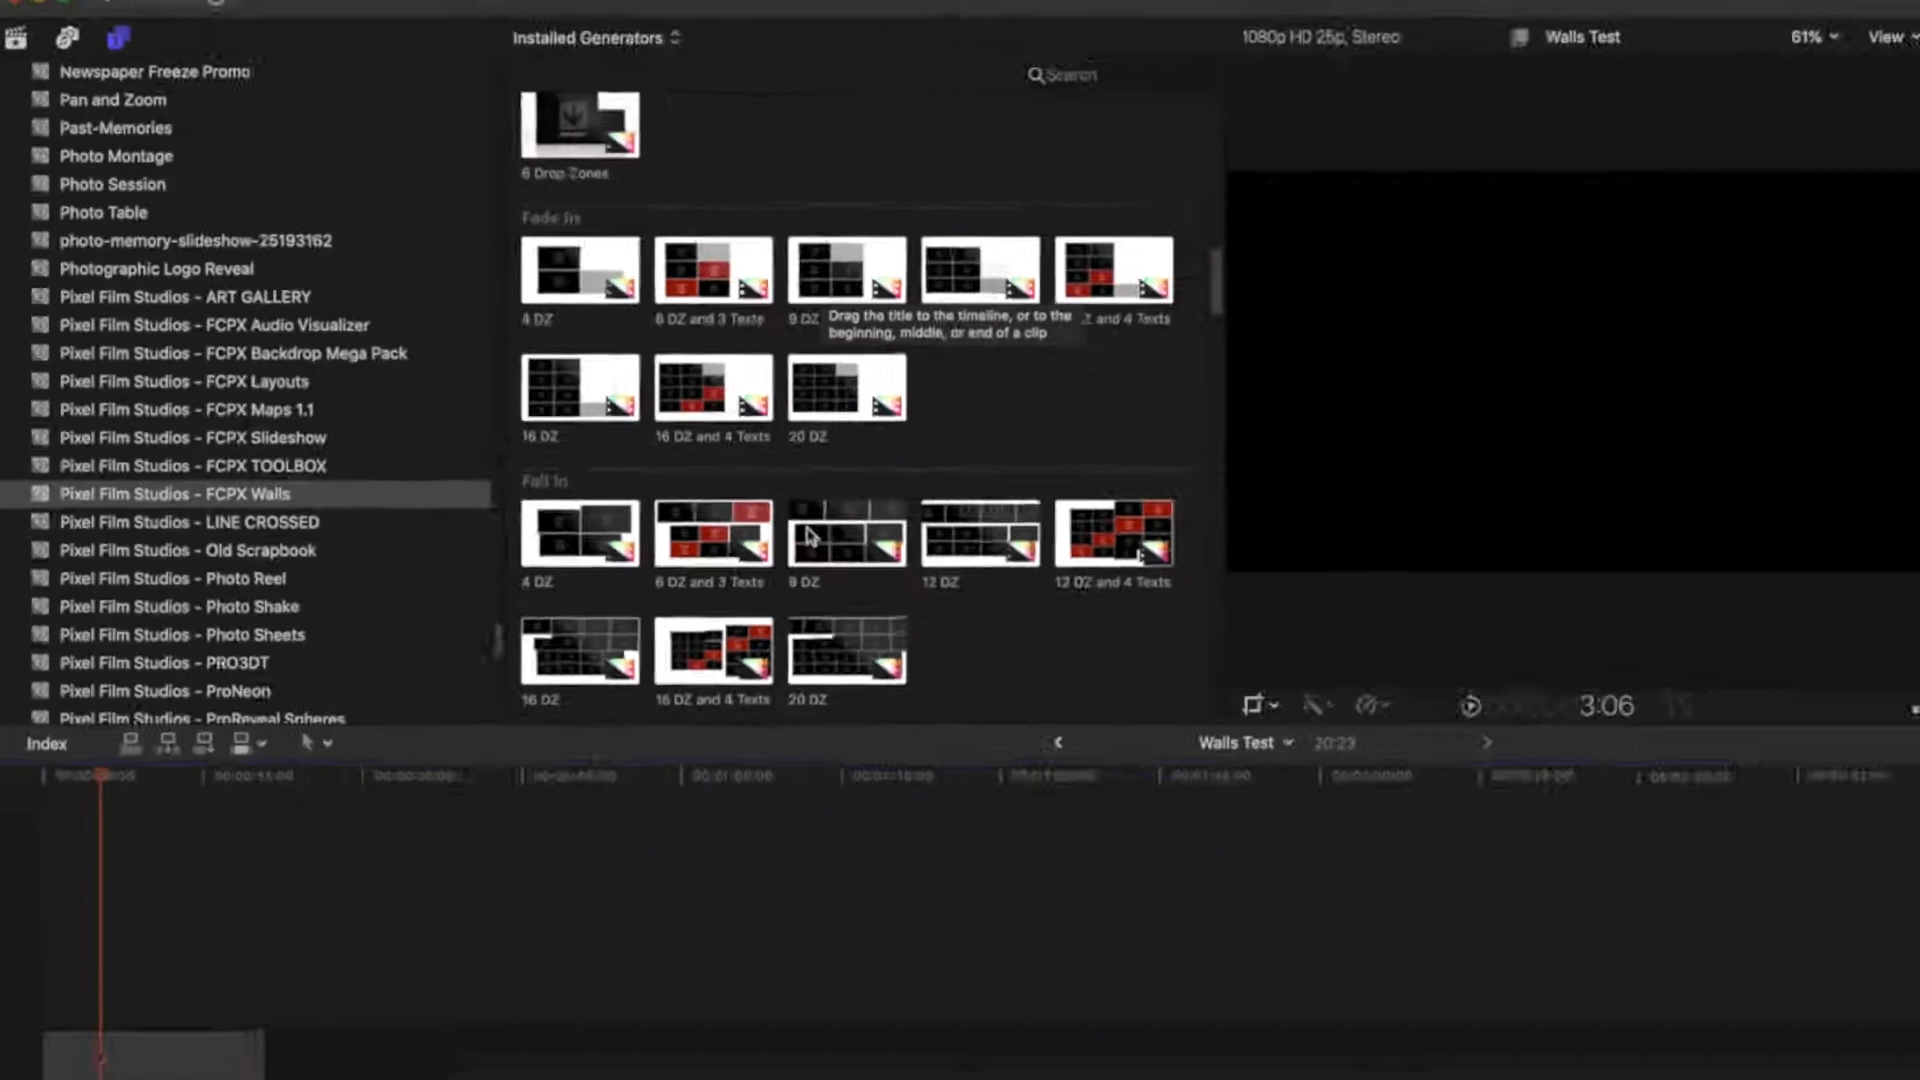 Installed Generators
1080p HD 25p, Stereo
Walls Test
61%
View
Search
Newspaper Freeze Promo
Pan and Zoom
Past-Memories
Photo Montage
Photo Session
Photo Table
photo-memory-slideshow-25193162
Photographic Logo Reveal
Pixel Film Studios - ART GALLERY
Pixel Film Studios - FCPX Audio Visualizer
Pixel Film Studios - FCPX Backdrop Mega Pack
Pixel Film Studios - FCPX Layouts
Pixel Film Studios - FCPX Maps 1.1
Pixel Film Studios - FCPX Slideshow
Pixel Film Studios - FCPX TOOLBOX
Pixel Film Studios - FCPX Walls
Pixel Film Studios - LINE CROSSED
Pixel Film Studios - Old Scrapbook
Pixel Film Studios - Photo Reel
Pixel Film Studios - Photo Shake
Pixel Film Studios - Photo Sheets
Pixel Film Studios - PRO3DT
Pixel Film Studios - ProNeon
Pixel Film Studios - ProReveal Spheres
6 Drop Zones
Fade In
4 DZ
6 DZ and 3 Texts
9 DZ
Z and 4 Texts
Drag the title to the timeline, or to the
beginning, middle, or end of a clip
16 DZ
16 DZ and 4 Texts
20 DZ
Fall In
4 DZ
6 DZ and 3 Texts
9 DZ
12 DZ
12 DZ and 4 Texts
16 DZ
16 DZ and 4 Texts
20 DZ
3:06
Index
Walls Test
20:23